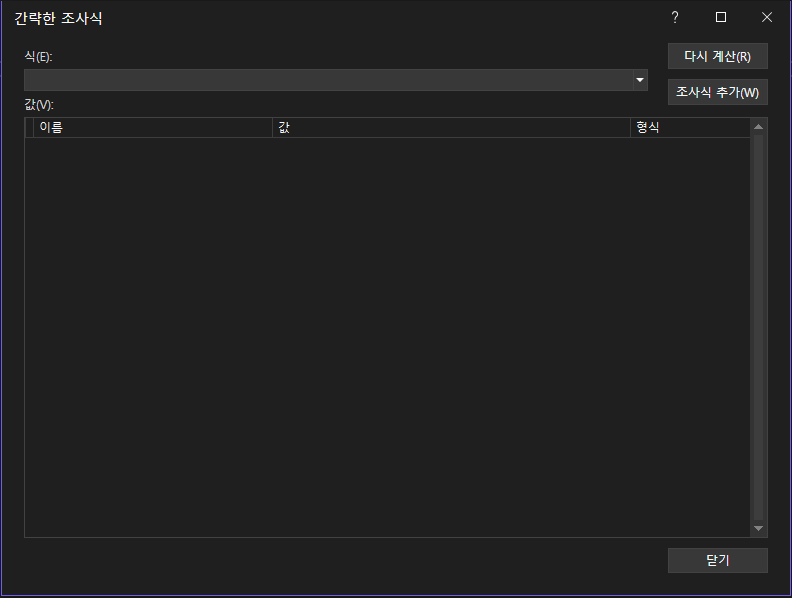 간략한 조사식
?
식(E):
다시 계산(R)
조사식 추가(W)
값(V):
이름 값 형식
닫기